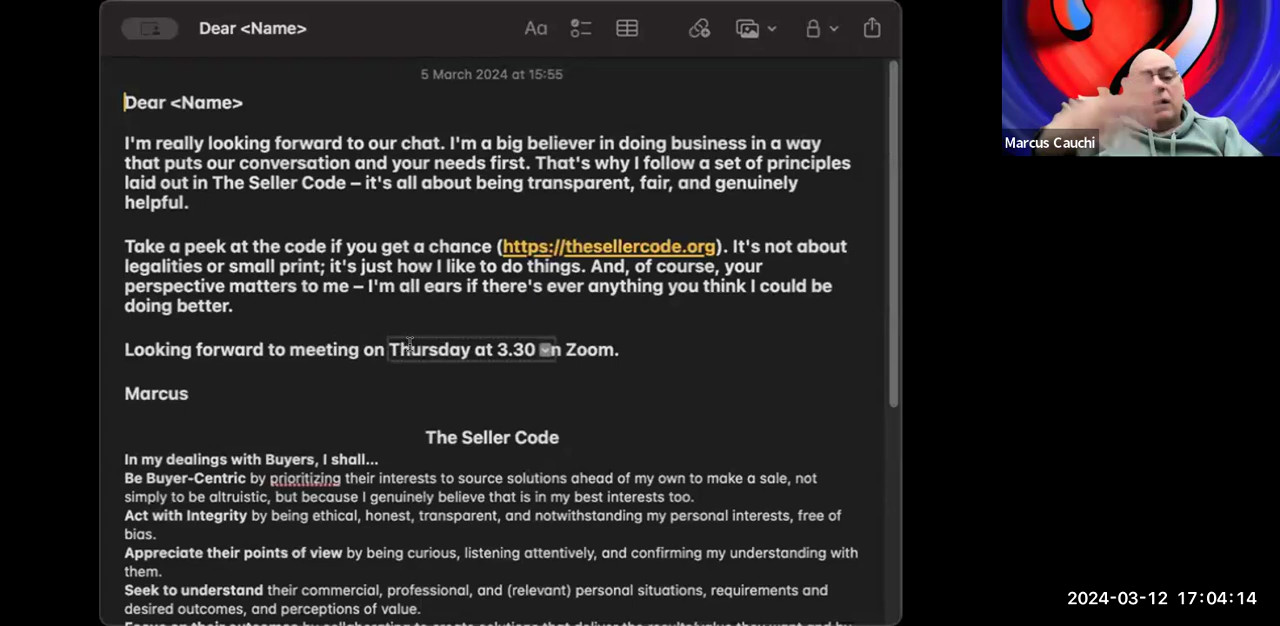 Dear <Name>
Aa
5 March 2024 at 15:55
Dear <Name>
I'm really looking forward to our chat. I'm a big believer in doing business in a way
that puts our conversation and your needs first. That's why I follow a set of principles
laid out in The Seller Code – it's all about being transparent, fair, and genuinely
helpful.
Take a peek at the code if you get a chance (https://thesellercode.org). It's not about
legalities or small print; it's just how I like to do things. And, of course, your
perspective matters to me – I'm all ears if there's ever anything you think I could be
doing better.
Looking forward to meeting on Thursday at 3.30 n Zoom.
Marcus
The Seller Code
In my dealings with Buyers, I shall...
Be Buyer-Centric by prioritizing their interests to source solutions ahead of my own to make a sale, not
simply to be altruistic, but because I genuinely believe that is in my best interests too.
Act with Integrity by being ethical, honest, transparent, and notwithstanding my personal interests, free of
bias.
Appreciate their points of view by being curious, listening attentively, and confirming my understanding with
them.
Seek to understand their commercial, professional, and (relevant) personal situations, requirements and
desired outcomes, and perceptions of value.
Marcus Cauchi
2024-03-12 17:04:14